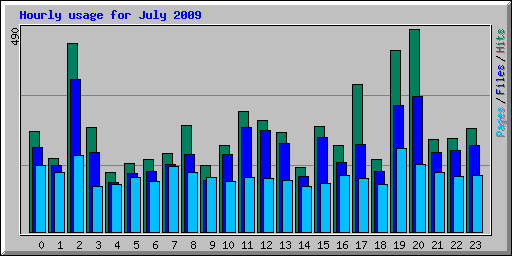 Hourly usage for July 2009
490
Pages/Files/Hits
0 1 2 3 4 5 6 7 8 9 10 11 12 13 14 15 16 17 18 19 20 21 22 23